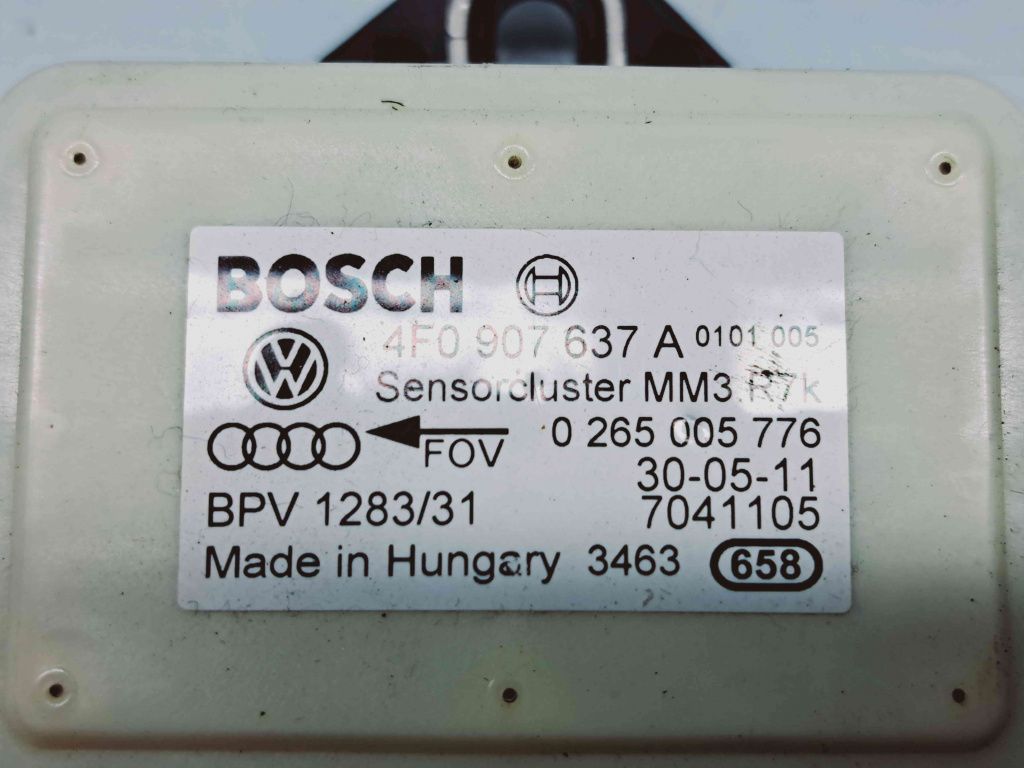 BOSCH
4F0 907 637 A 0101 005
Sensorcluster MM3 R7k
FOV
0 265 005 776
30-05-11
BPV 1283/31 7041105
Made in Hungary 3463 658